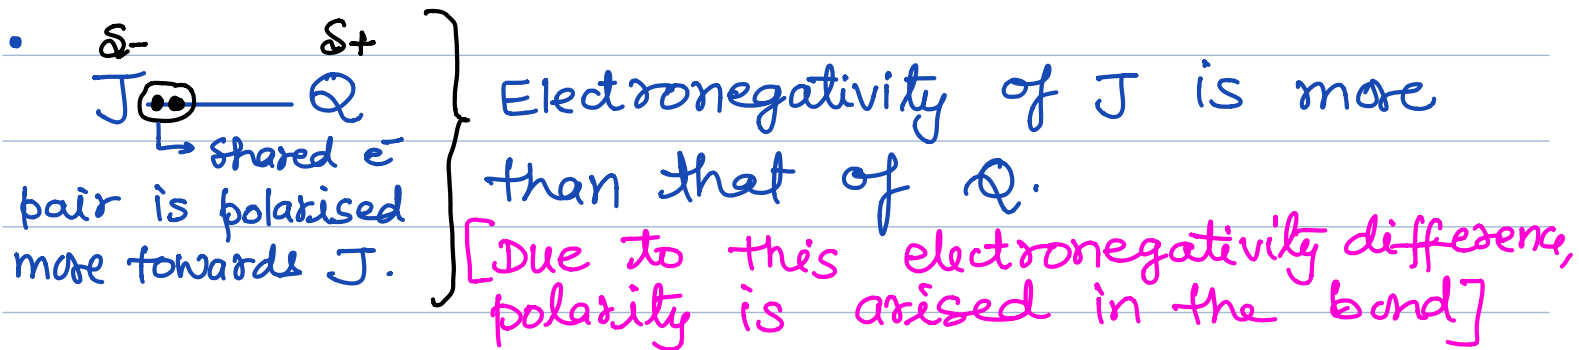 • δ- δ+
J •• Q
↳ shared e⁻
pair is polarised
more towards J.
Electronegativity of J is more
than that of Q.
[Due to this electronegativity difference,
polarity is arised in the bond]